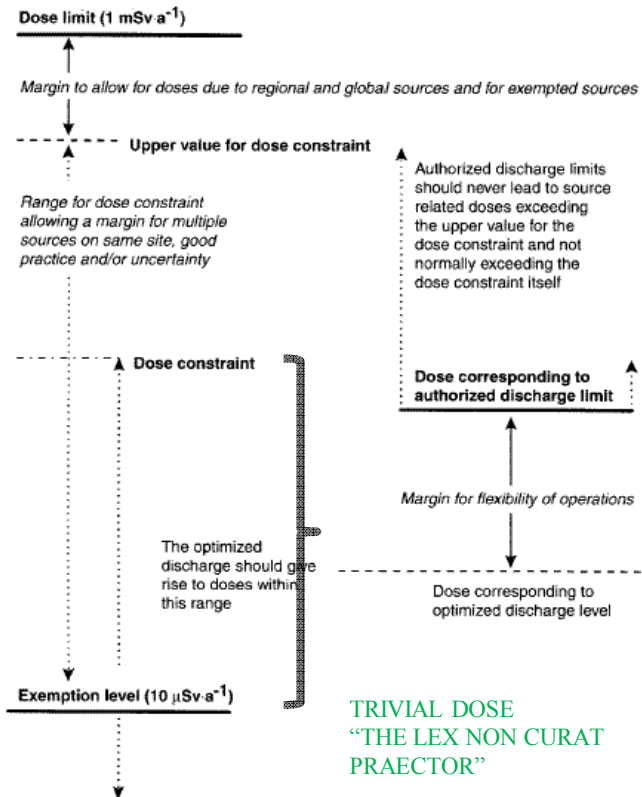 Dose limit (1 mSv·a⁻¹)
Margin to allow for doses due to regional and global sources and for exempted sources
Upper value for dose constraint
Range for dose constraint
allowing a margin for multiple
sources on same site, good
practice and/or uncertainty
Authorized discharge limits
should never lead to source
related doses exceeding
the upper value for the
dose constraint and not
normally exceeding the
dose constraint itself
Dose constraint
Dose corresponding to
authorized discharge limit
Margin for flexibility of operations
The optimized
discharge should give
rise to doses within
this range
Dose corresponding to
optimized discharge level
Exemption level (10 μSv·a⁻¹)
TRIVIAL DOSE
“THE LEX NON CURAT
PRAECTOR”